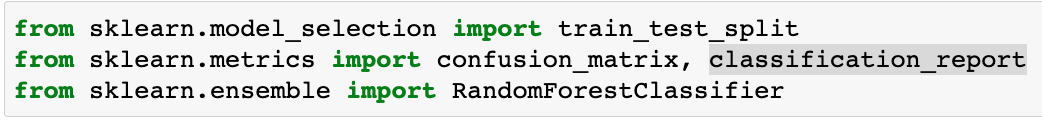 from sklearn.model_selection import train_test_split
from sklearn.metrics import confusion_matrix, classification_report
from sklearn.ensemble import RandomForestClassifier